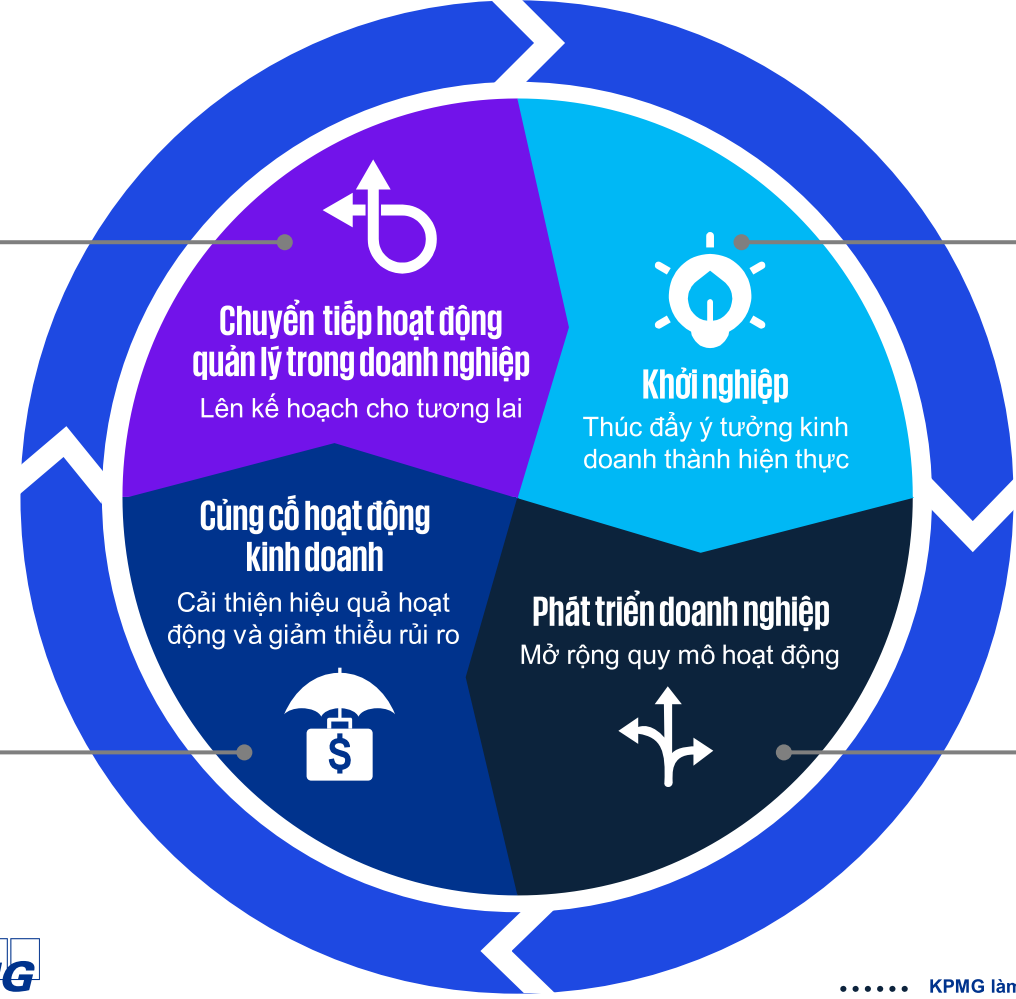 Chuyển tiếp hoạt động
quản lý trong doanh nghiệp
Lên kế hoạch cho tương lai
Khởi nghiệp
Thúc đẩy ý tưởng kinh
doanh thành hiện thực
Củng cố hoạt động
kinh doanh
Cải thiện hiệu quả hoạt
động và giảm thiểu rủi ro
$
Phát triển doanh nghiệp
Mở rộng quy mô hoạt động
G
KPMG làm